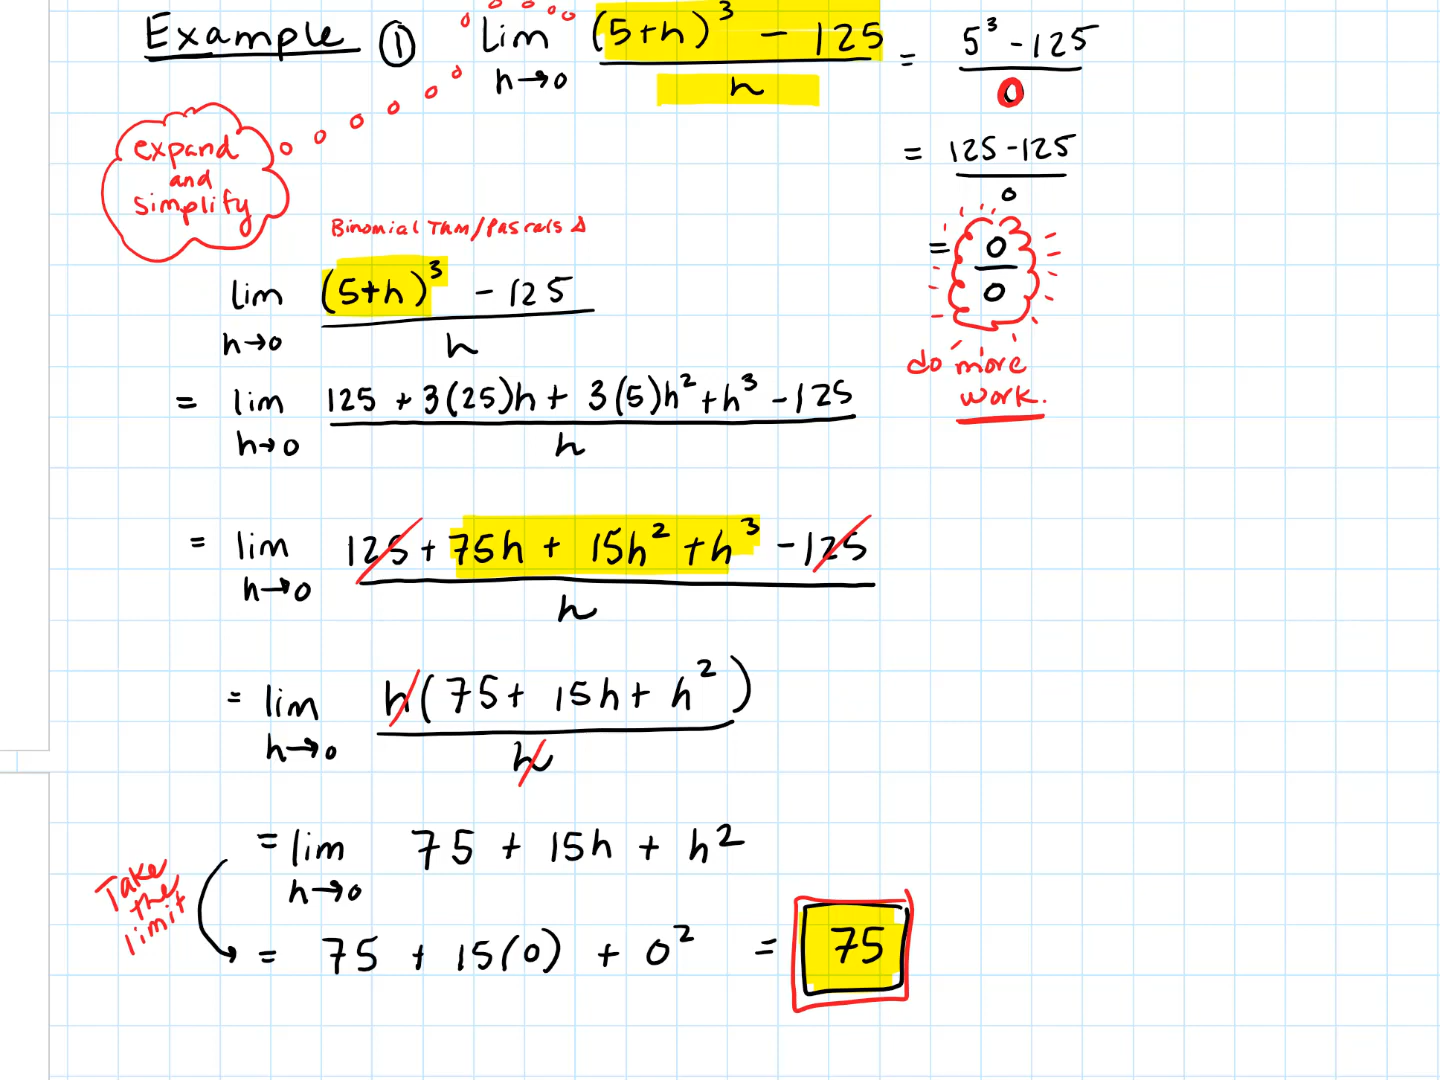 Example ① Lim h→0 (5+h)³ - 125 / h = 5³ - 125 / 0
= 125 - 125 / 0
= 0 / 0
do more
work.
expand
and
simplify
Binomial Thm/Pascals Δ
lim h→0 (5+h)³ - 125 / h
= lim h→0 125 + 3(25)h + 3(5)h² + h³ - 125 / h
= lim h→0 125 + 75h + 15h² + h³ - 125 / h
= lim h→0 h(75 + 15h + h²) / h
= lim h→0 75 + 15h + h²
Take
the
limit
= 75 + 15(0) + 0² = 75